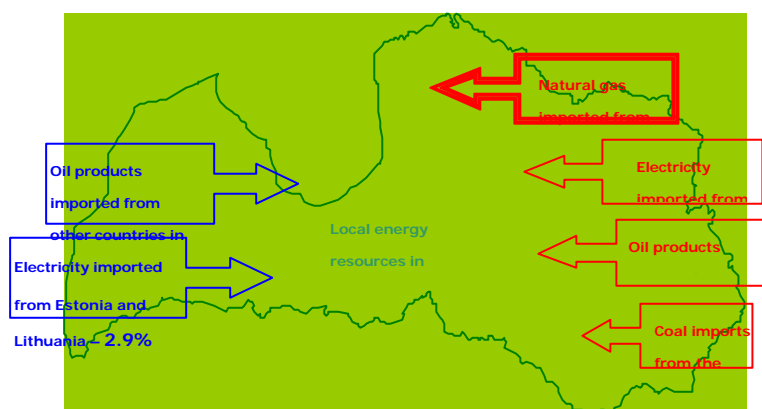 Natural gas
imported from
Oil products
imported from
other countries in
Electricity
imported from
Local energy
resources in
Oil products
Electricity imported
from Estonia and
Lithuania – 2.9%
Coal imports
from the